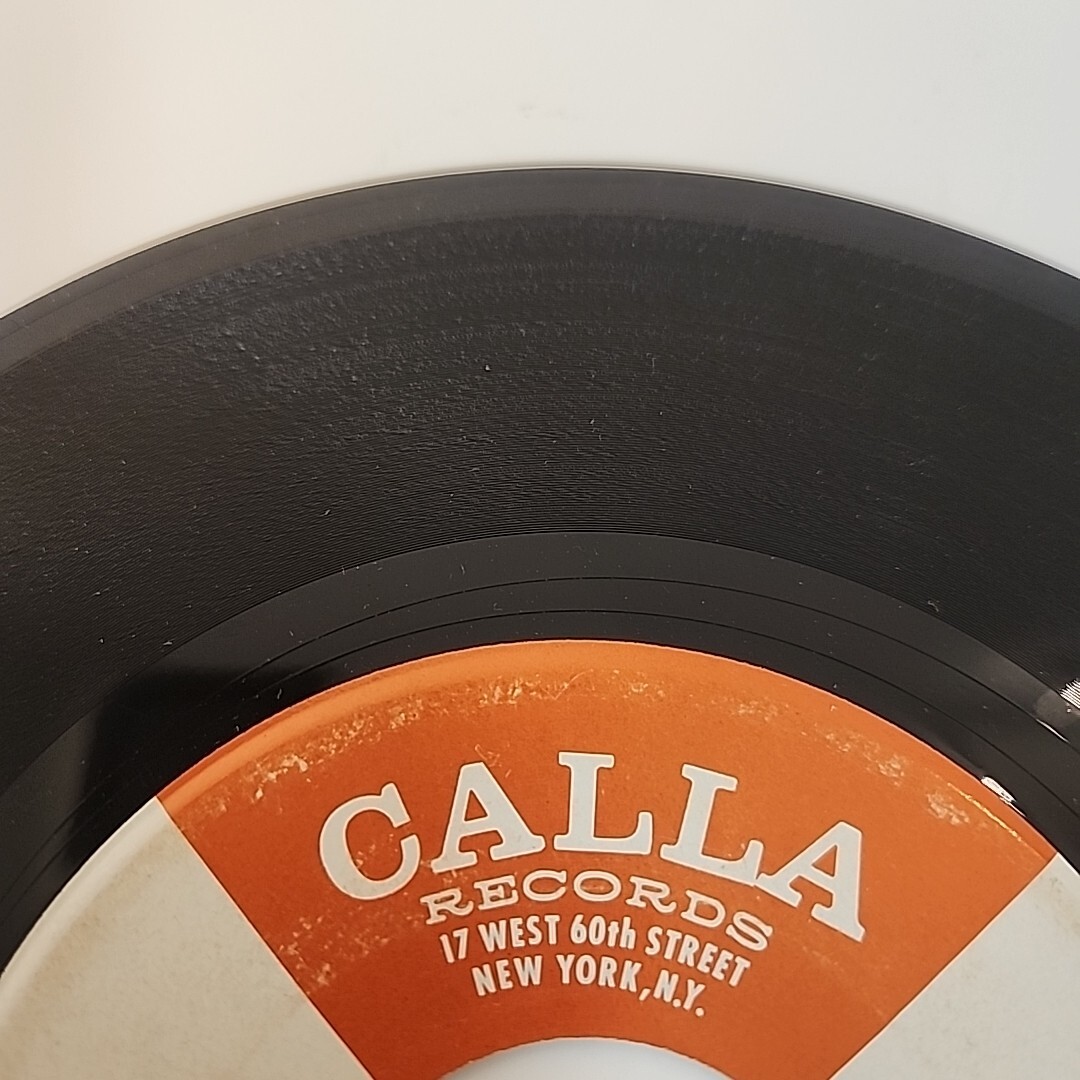 CALLA
RECORDS
17 WEST 60th STREET
NEW YORK, N.Y.